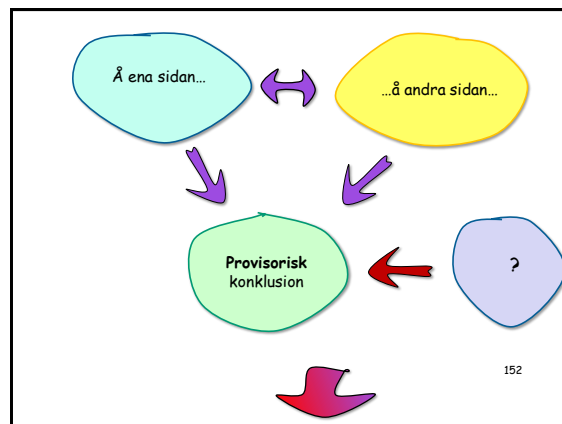 Å ena sidan…
…å andra sidan…
Provisorisk
konklusion
?
152